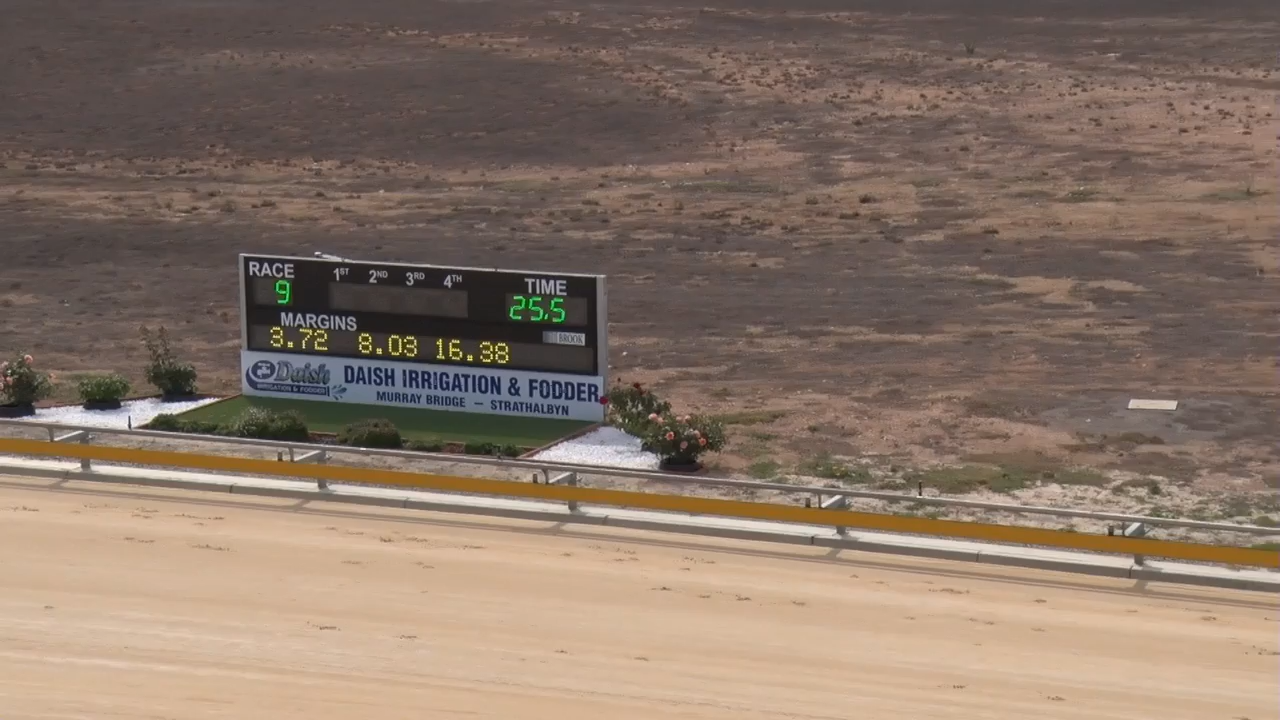 RACE 1ST 2ND 3RD 4TH TIME
9 25.5
MARGINS
BROOK
3.72 8.03 16.38
Daish DAISH IRRIGATION & FODDER
IRRIGATION & FODDER MURRAY BRIDGE – STRATHALBYN